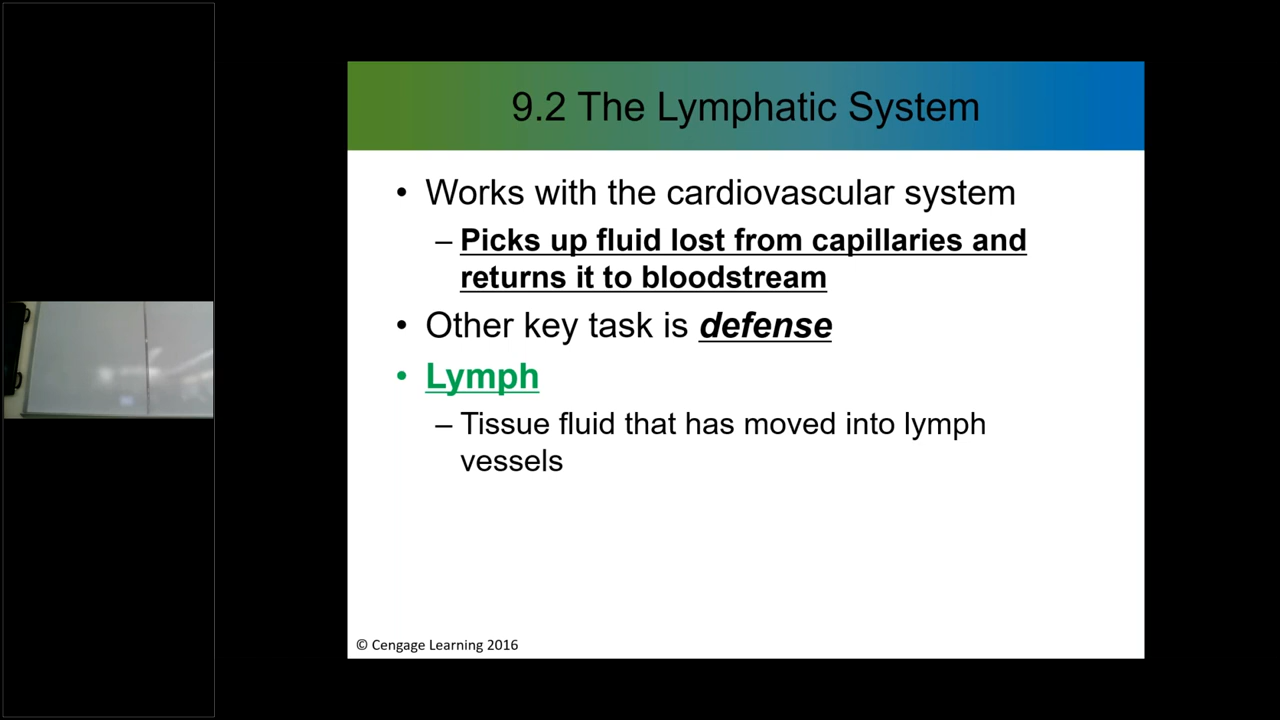 9.2 The Lymphatic System
• Works with the cardiovascular system
– Picks up fluid lost from capillaries and
returns it to bloodstream
• Other key task is defense
• Lymph
– Tissue fluid that has moved into lymph
vessels
© Cengage Learning 2016